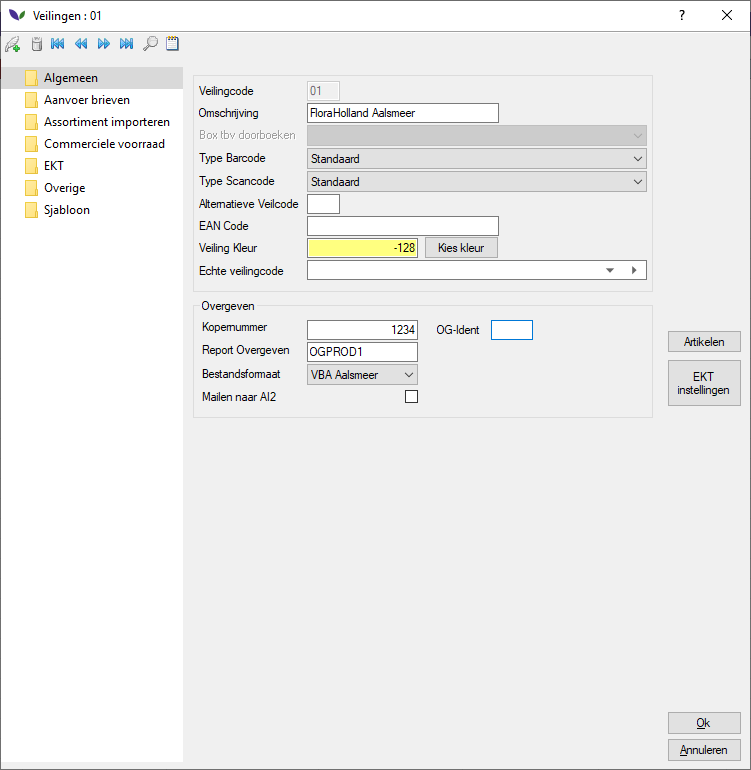 Veilingen : 01
?
Algemeen
Aanvoer brieven
Assortiment importeren
Commerciele voorraad
EKT
Overige
Sjabloon
Veilingcode 01
Omschrijving FloraHolland Aalsmeer
Box tbv doorboeken
Type Barcode Standaard
Type Scancode Standaard
Alternatieve Veilcode
EAN Code
Veiling Kleur -128 Kies kleur
Echte veilingcode
Overgeven
Kopernummer 1234 OG-Ident
Report Overgeven OGPROD1
Bestandsformaat VBA Aalsmeer
Mailen naar AI2
Artikelen
EKT
instellingen
Ok
Annuleren